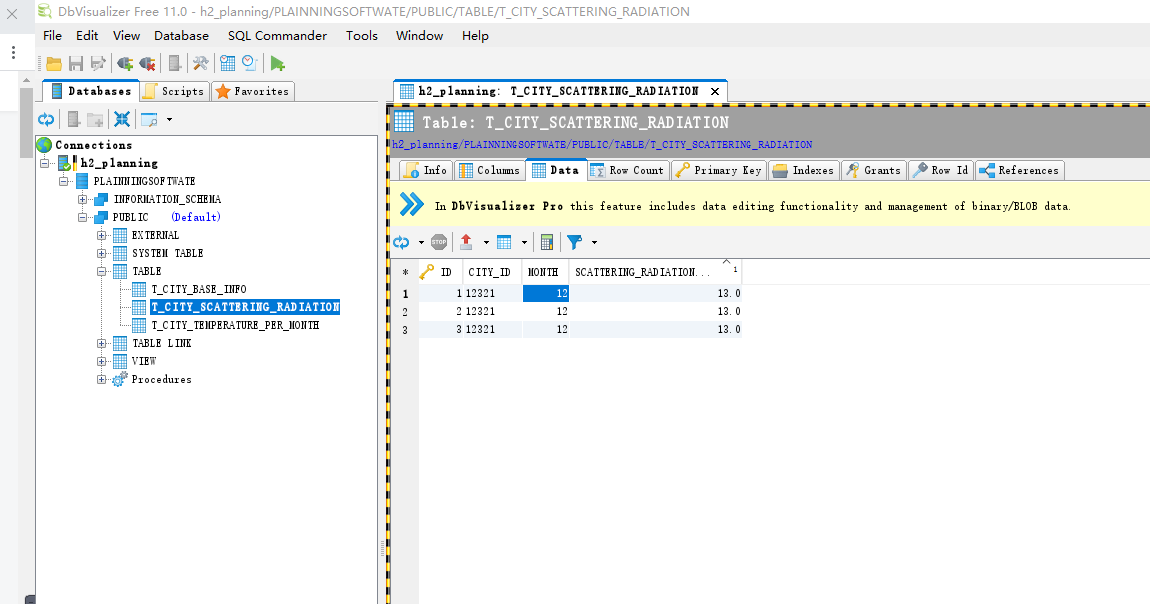 DbVisualizer Free 11.0 - h2_planning/PLAINNINGSOFTWATE/PUBLIC/TABLE/T_CITY_SCATTERING_RADIATION
File Edit View Database SQL Commander Tools Window Help
Databases Scripts Favorites
Connections
h2_planning
PLAINNINGSOFTWATE
INFORMATION_SCHEMA
PUBLIC (Default)
EXTERNAL
SYSTEM TABLE
TABLE
T_CITY_BASE_INFO
T_CITY_SCATTERING_RADIATION
T_CITY_TEMPERATURE_PER_MONTH
TABLE LINK
VIEW
Procedures
h2_planning: T_CITY_SCATTERING_RADIATION
Table: T_CITY_SCATTERING_RADIATION
h2_planning/PLAINNINGSOFTWATE/PUBLIC/TABLE/T_CITY_SCATTERING_RADIATION
Info Columns Data Row Count Primary Key Indexes Grants Row Id References
In DbVisualizer Pro this feature includes data editing functionality and management of binary/BLOB data.
STOP
* ID CITY_ID MONTH SCATTERING_RADIATION... 1
1 1 12321 12 13.0
2 2 12321 12 13.0
3 3 12321 12 13.0